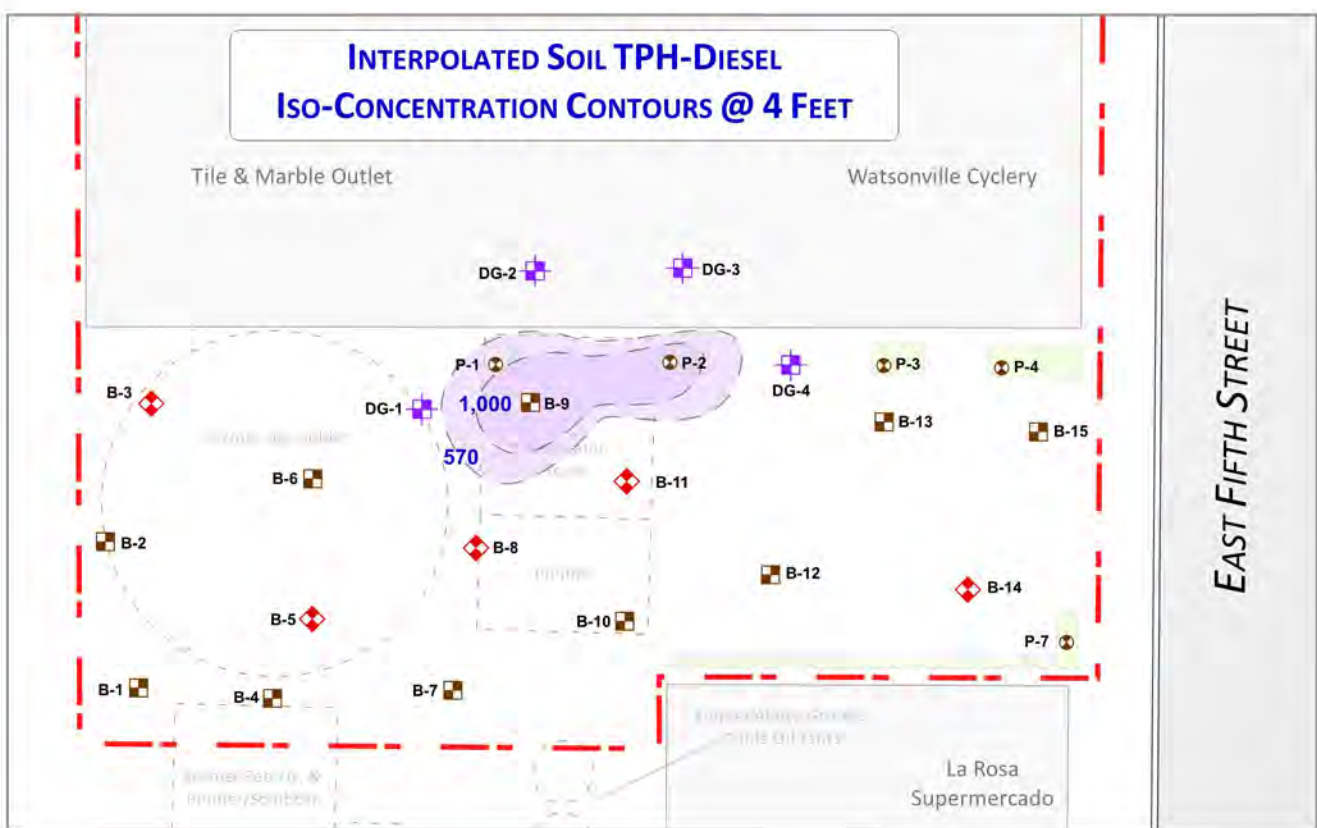 INTERPOLATED SOIL TPH-DIESEL
ISO-CONCENTRATION CONTOURS @ 4 FEET
Tile & Marble Outlet
Watsonville Cyclery
DG-2
DG-3
P-1
P-2
P-3
P-4
DG-4
B-3
DG-1
1,000
B-9
B-13
B-15
570
B-6
B-11
B-2
B-8
B-12
B-14
B-5
B-10
P-7
B-1
B-4
B-7
La Rosa
Supermercado
EAST FIFTH STREET